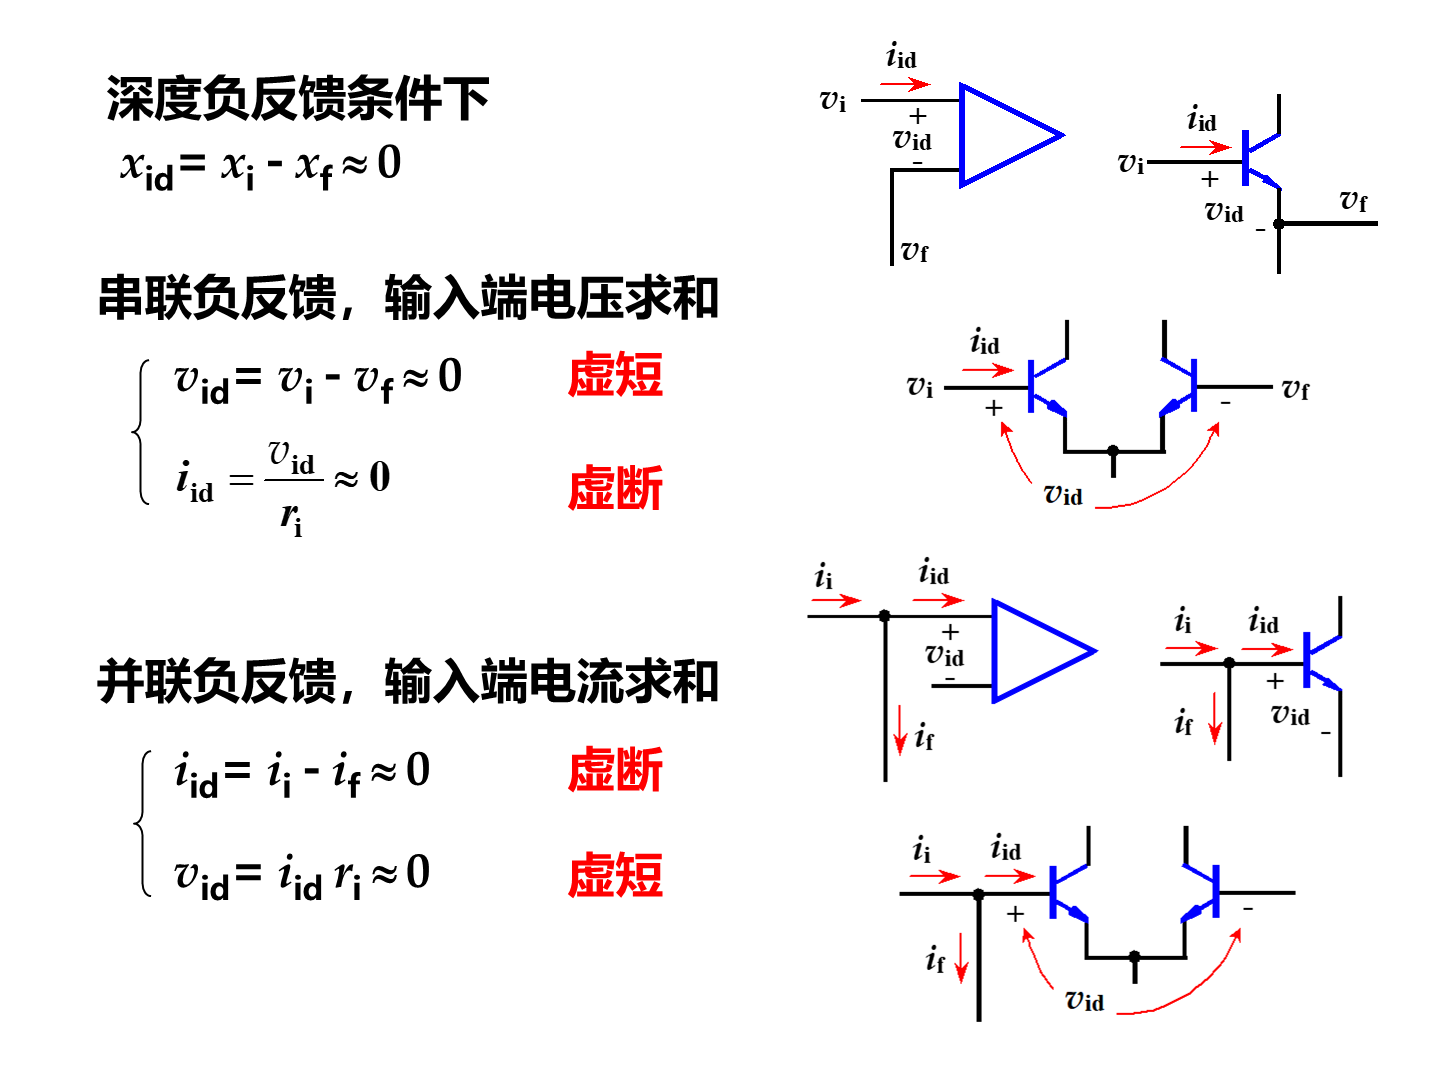 深度负反馈条件下
xid = xi - xf ≈ 0
串联负反馈，输入端电压求和
vid = vi - vf ≈ 0 虚短
iid = vid / ri ≈ 0 虚断
并联负反馈，输入端电流求和
iid = ii - if ≈ 0 虚断
vid = iid ri ≈ 0 虚短
iid
vi
+
vid
-
vf
iid
vi
+
vid
-
vf
iid
vi
+
-
vf
vid
ii
iid
+
vid
-
if
ii
iid
+
if
vid
-
ii
iid
+
-
if
vid